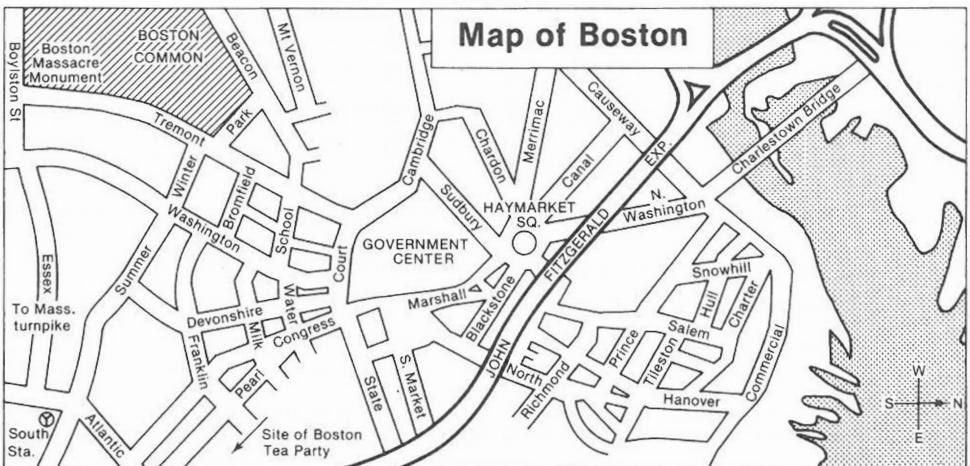 Map of Boston
BOSTON
COMMON
Boston
Massacre
Monument
Boylston St
Beacon
Mt Vernon
Tremont
Park
Winter
Bromfield
School
Washington
Cambridge
Chardon
Merrimac
Causeway
Canal
Sudbury
HAYMARKET
SQ.
N.
Washington
Charlestown Bridge
JOHN FITZGERALD EXP.
GOVERNMENT
CENTER
Court
Essex
Summer
To Mass.
turnpike
Devonshire
Milk
Water
Congress
Franklin
Pearl
Marshall
Blackstone
State
S. Market
North
Richmond
Prince
Tileston
Salem
Hull
Snowhill
Charter
Commercial
Hanover
Atlantic
South
Sta.
Site of Boston
Tea Party
W
S
N
E